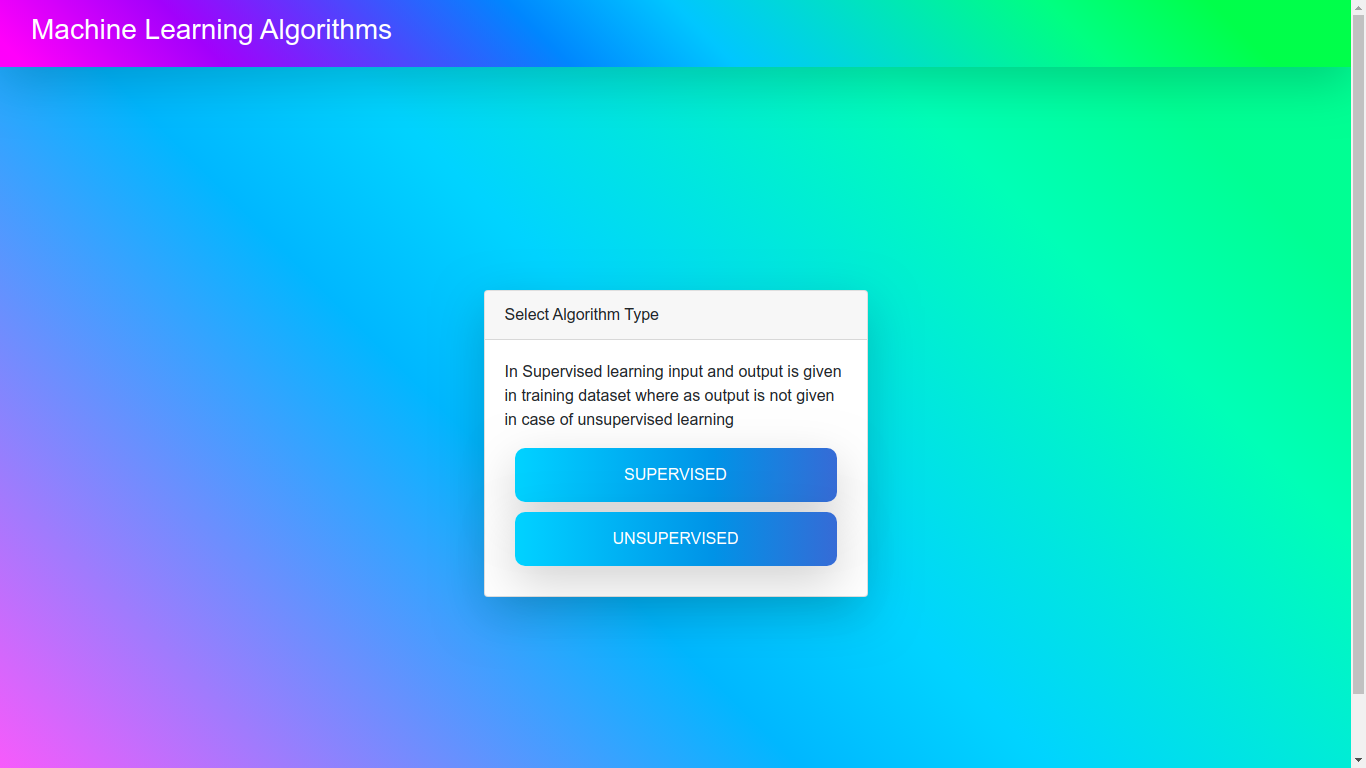 Machine Learning Algorithms
Select Algorithm Type
In Supervised learning input and output is given
in training dataset where as output is not given
in case of unsupervised learning
SUPERVISED
UNSUPERVISED